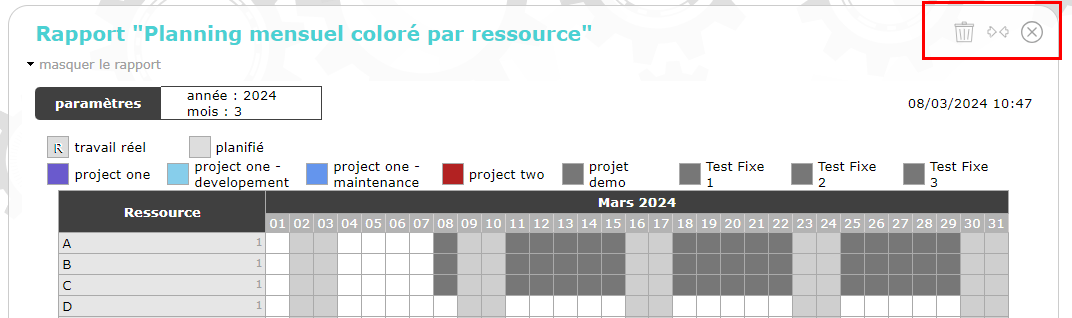 Rapport "Planning mensuel coloré par ressource"
masquer le rapport
paramètres
année : 2024
mois : 3
08/03/2024 10:47
R travail réel planifié
project one
project one -
developement
project one -
maintenance
project two
projet
demo
Test Fixe
1
Test Fixe
2
Test Fixe
3
Ressource
Mars 2024
01 02 03 04 05 06 07 08 09 10 11 12 13 14 15 16 17 18 19 20 21 22 23 24 25 26 27 28 29 30 31
A 1
B 1
C 1
D 1